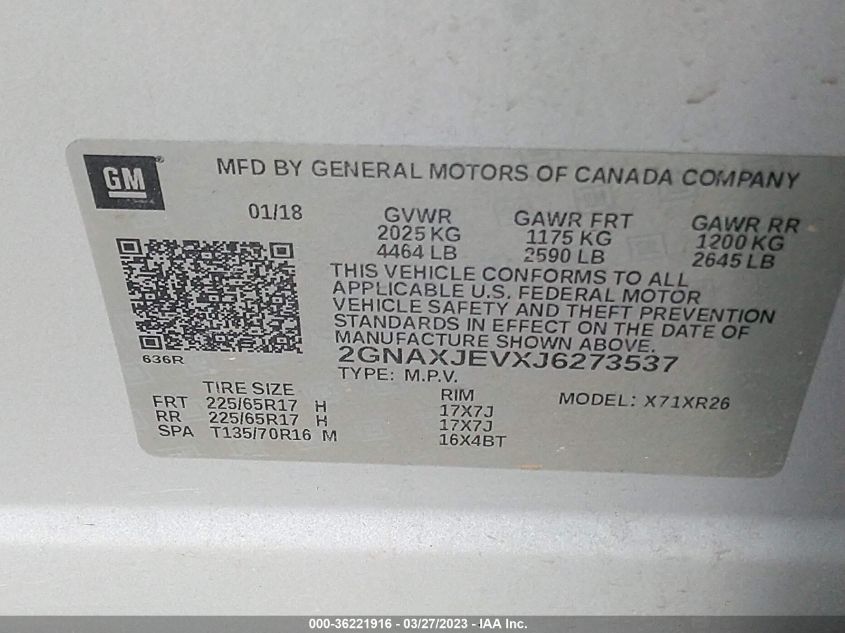 GM
MFD BY GENERAL MOTORS OF CANADA COMPANY
01/18
GVWR
2025 KG
4464 LB
GAWR FRT
1175 KG
2590 LB
GAWR RR
1200 KG
2645 LB
THIS VEHICLE CONFORMS TO ALL
APPLICABLE U.S. FEDERAL MOTOR
VEHICLE SAFETY AND THEFT PREVENTION
STANDARDS IN EFFECT ON THE DATE OF
MANUFACTURE SHOWN ABOVE.
636R
2GNAXJEVXJ6273537
TYPE: M.P.V.
TIRE SIZE
RIM
MODEL: X71XR26
FRT 225/65R17 H 17X7J
RR 225/65R17 H 17X7J
SPA T135/70R16 M 16X4BT
000-36221916 - 03/27/2023 - IAEVEHICLEVIEW.